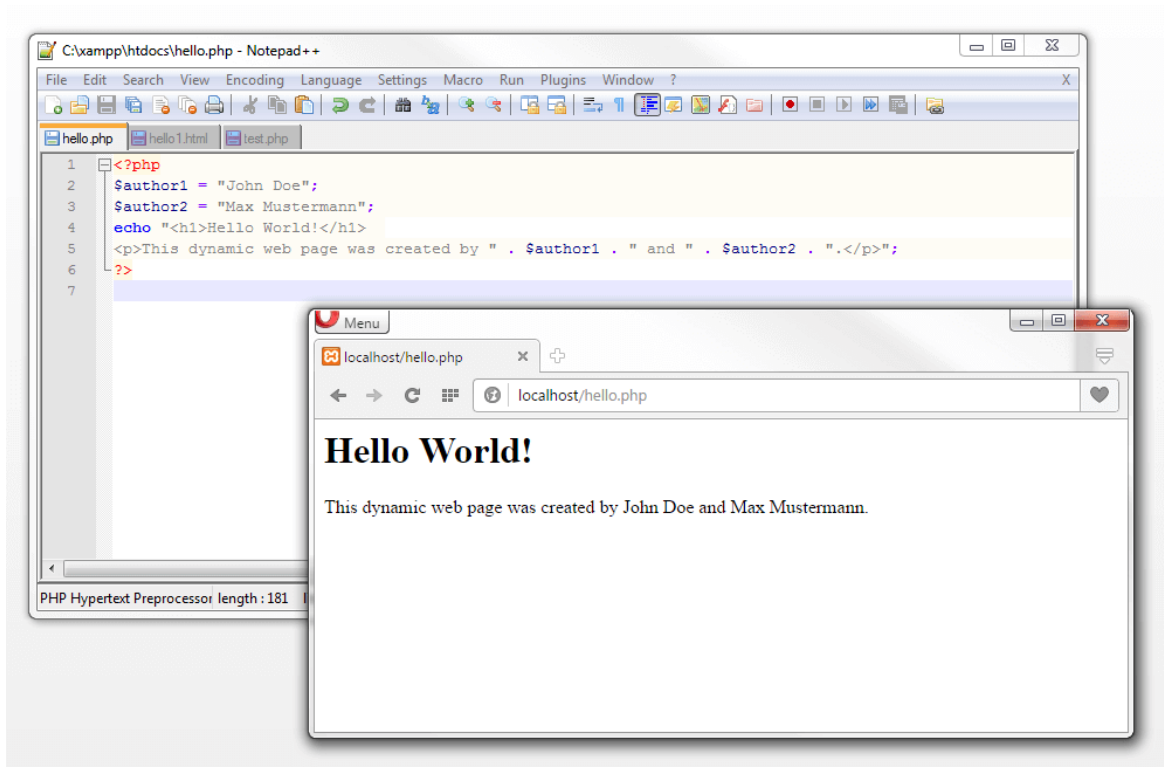 C:\xampp\htdocs\hello.php - Notepad++
File Edit Search View Encoding Language Settings Macro Run Plugins Window ? X
hello.php hello1.html test.php
1 <?php
2 $author1 = "John Doe";
3 $author2 = "Max Mustermann";
4 echo "<h1>Hello World!</h1>
5 <p>This dynamic web page was created by " . $author1 . " and " . $author2 . ".</p>";
6 ?>
7
Menu
localhost/hello.php
localhost/hello.php
Hello World!
This dynamic web page was created by John Doe and Max Mustermann.
PHP Hypertext Preprocessor length : 181